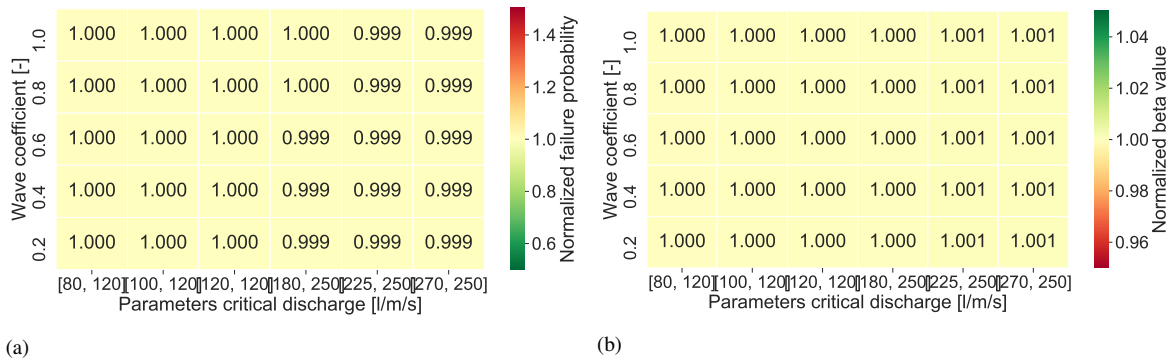 1.000 1.000 1.000 1.000 0.999 0.999
1.000 1.000 1.000 1.000 0.999 0.999
1.000 1.000 1.000 0.999 0.999 0.999
1.000 1.000 1.000 0.999 0.999 0.999
1.000 1.000 1.000 0.999 0.999 0.999
1.0
0.8
0.6
0.4
0.2
Wave coefficient [-]
[80, 120] [100, 120] [120, 120] [180, 250] [225, 250] [270, 250]
Parameters critical discharge [l/m/s]
1.4
1.2
1.0
0.8
0.6
Normalized failure probability
(a)
1.000 1.000 1.000 1.000 1.001 1.001
1.000 1.000 1.000 1.000 1.001 1.001
1.000 1.000 1.000 1.000 1.001 1.001
1.000 1.000 1.000 1.000 1.001 1.001
1.000 1.000 1.000 1.000 1.001 1.001
1.0
0.8
0.6
0.4
0.2
Wave coefficient [-]
[80, 120] [100, 120] [120, 120] [180, 250] [225, 250] [270, 250]
Parameters critical discharge [l/m/s]
1.04
1.02
1.00
0.98
0.96
Normalized beta value
(b)